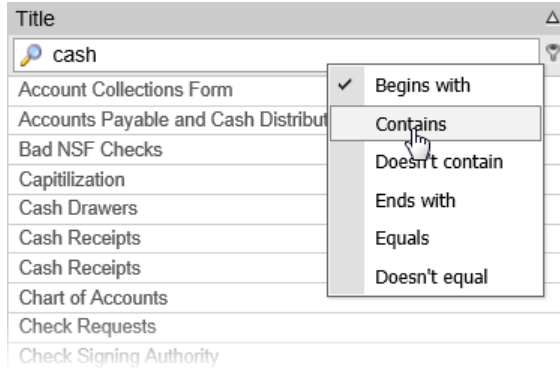 Title
cash
Account Collections Form
Accounts Payable and Cash Distribut
Bad NSF Checks
Capitilization
Cash Drawers
Cash Receipts
Cash Receipts
Chart of Accounts
Check Requests
Check Signing Authority
Begins with
Contains
Doesn't contain
Ends with
Equals
Doesn't equal